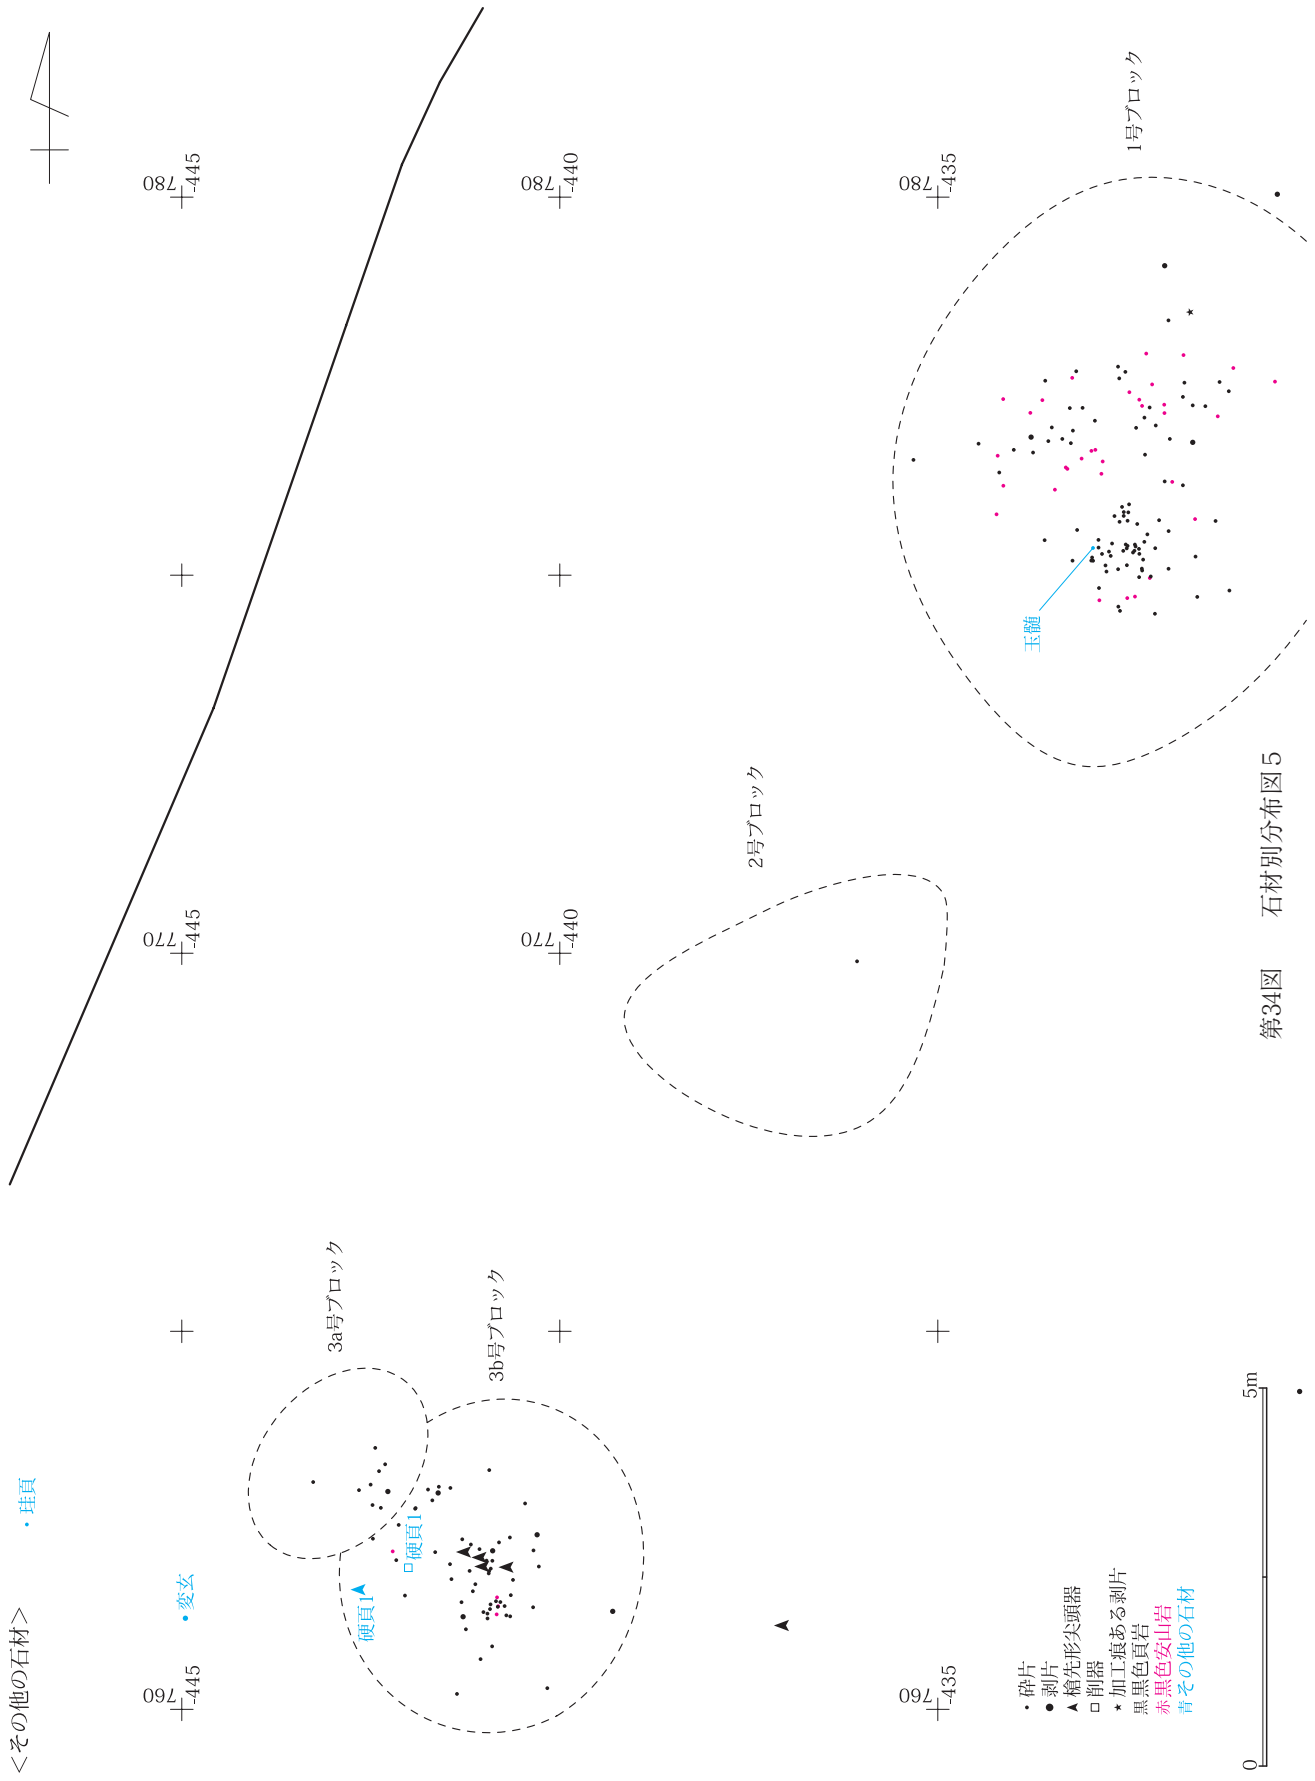 ＜その他の石材＞
珪頁
変玄
硬頁1
硬頁1
3a号ブロック
3b号ブロック
2号ブロック
1号ブロック
玉髄
760
-445
770
-445
780
-445
770
-440
780
-440
760
-435
780
-435
砕片
剥片
槍先形尖頭器
削器
加工痕ある剥片
黒 黒色頁岩
赤 黒色安山岩
青 その他の石材
0 5m
第34図 石材別分布図5